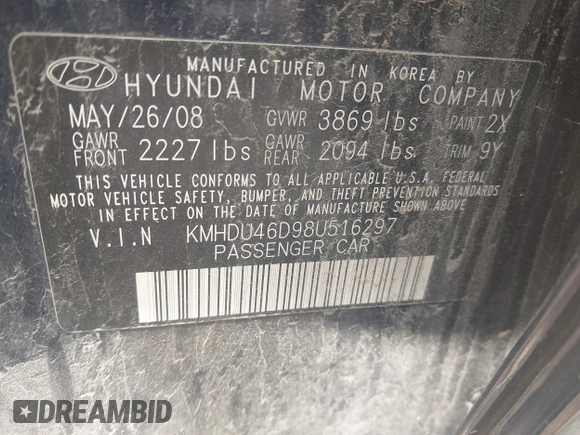 MANUFACTURED IN KOREA BY
HYUNDAI MOTOR COMPANY
MAY/26/08 GVWR 3869 lbs PAINT 2X
GAWR FRONT 2227 lbs GAWR REAR 2094 lbs TRIM 9Y
THIS VEHICLE CONFORMS TO ALL APPLICABLE U.S.A. FEDERAL
MOTOR VEHICLE SAFETY, BUMPER, AND THEFT PREVENTION STANDARDS
IN EFFECT ON THE DATE OF MANUFACTURE SHOWN ABOVE.
V.I.N KMHDU46D98U516297
PASSENGER CAR
DREAMBID